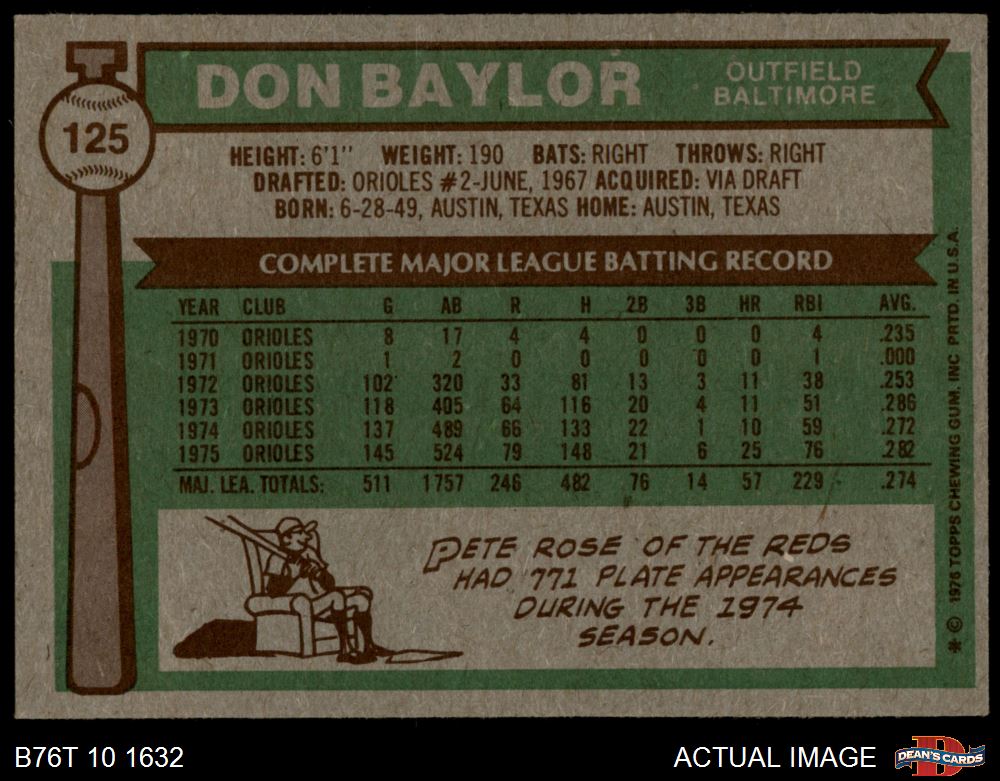 DON BAYLOR
OUTFIELD
BALTIMORE
125
HEIGHT: 6'1" WEIGHT: 190 BATS: RIGHT THROWS: RIGHT
DRAFTED: ORIOLES #2-JUNE, 1967 ACQUIRED: VIA DRAFT
BORN: 6-28-49, AUSTIN, TEXAS HOME: AUSTIN, TEXAS
COMPLETE MAJOR LEAGUE BATTING RECORD
YEAR CLUB G AB R H 2B 3B HR RBI AVG.
1970 ORIOLES 8 17 4 4 0 0 0 4 .235
1971 ORIOLES 1 2 0 0 0 0 0 1 .000
1972 ORIOLES 102 320 33 81 13 3 11 38 .253
1973 ORIOLES 118 405 64 116 20 4 11 51 .286
1974 ORIOLES 137 489 66 133 22 1 10 59 .272
1975 ORIOLES 145 524 79 148 21 6 25 76 .282
MAJ. LEA. TOTALS: 511 1757 246 482 76 14 57 229 .274
PETE ROSE OF THE REDS
HAD 771 PLATE APPEARANCES
DURING THE 1974
SEASON.
* © 1976 TOPPS CHEWING GUM, INC PRTD. IN U.S.A.
B76T 10 1632
ACTUAL IMAGE
D
DEAN'S CARDS